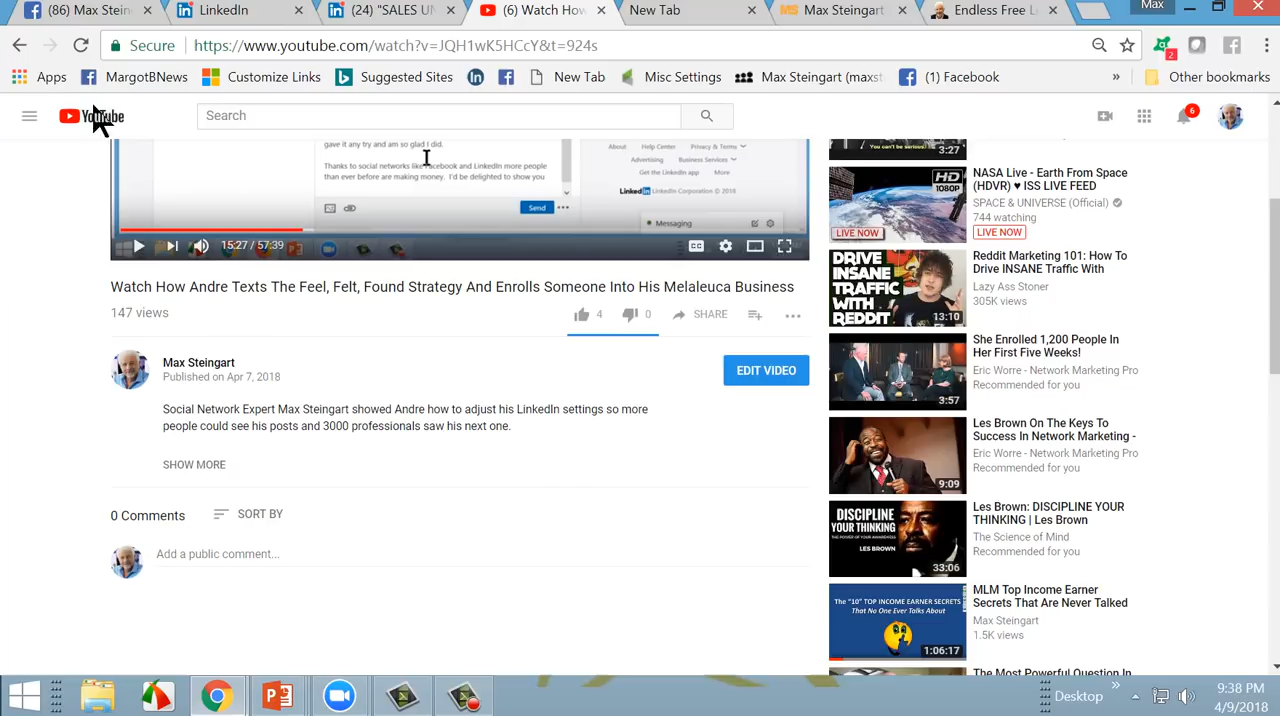 (86) Max Steing
LinkedIn
(24) "SALES U
(6) Watch How
New Tab
MS Max Steingart
Endless Free L
Max
Secure
https://www.youtube.com/watch?v=JQH1wK5HCcY&t=924s
2
Apps
MargotBNews
Customize Links
Suggested Sites
New Tab
Misc Settings
Max Steingart (maxst
(1) Facebook
»
Other bookmarks
YouTube
Search
6
gave it any try and am so glad I did.
Thanks to social networks like Facebook and LinkedIn more people
than ever before are making money. I'd be delighted to show you
Send
About Help Center Privacy & Terms
Advertising Business Services
Get the LinkedIn app More
LinkedIn LinkedIn Corporation © 2018
Messaging
15:27 / 57:39
CC
Watch How Andre Texts The Feel, Felt, Found Strategy And Enrolls Someone Into His Melaleuca Business
147 views
4
0
SHARE
Max Steingart
Published on Apr 7, 2018
EDIT VIDEO
Social Network Expert Max Steingart showed Andre how to adjust his LinkedIn settings so more
people could see his posts and 3000 professionals saw his next one.
SHOW MORE
0 Comments
SORT BY
Add a public comment...
"You can't be serious!"
3:27
HD
1080P
LIVE NOW
NASA Live - Earth From Space
(HDVR) ♥ ISS LIVE FEED
SPACE & UNIVERSE (Official)
744 watching
LIVE NOW
DRIVE
INSANE
TRAFFIC
WITH
REDDIT
13:10
Reddit Marketing 101: How To
Drive INSANE Traffic With
Lazy Ass Stoner
305K views
3:57
She Enrolled 1,200 People In
Her First Five Weeks!
Eric Worre - Network Marketing Pro
Recommended for you
9:09
Les Brown On The Keys To
Success In Network Marketing -
Eric Worre - Network Marketing Pro
Recommended for you
DISCIPLINE
YOUR THINKING
THE POWER OF YOUR AWARENESS
LES BROWN
33:06
Les Brown: DISCIPLINE YOUR
THINKING | Les Brown
The Science of Mind
Recommended for you
The "10" TOP INCOME EARNER SECRETS
That No One Ever Talks About
1:06:17
MLM Top Income Earner
Secrets That Are Never Talked
Max Steingart
1.5K views
The Most Powerful Question In
Desktop
»
9:38 PM
4/9/2018